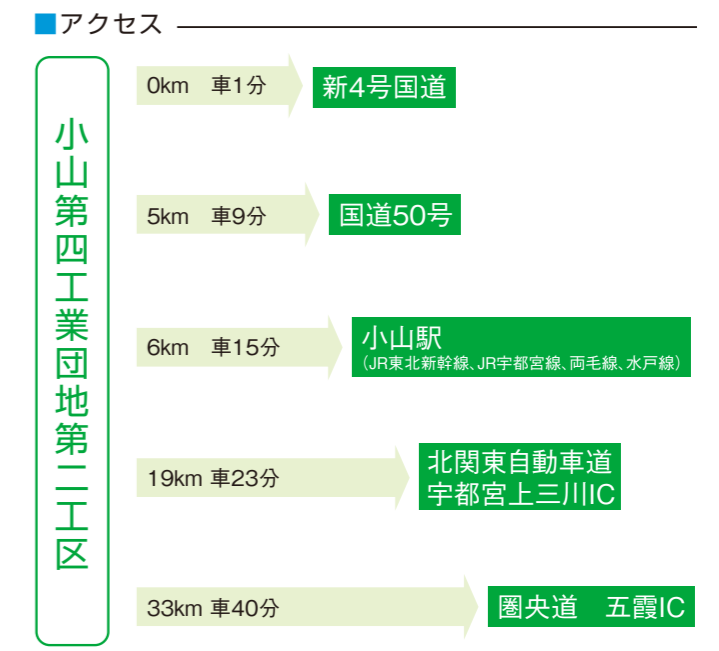 ■アクセス
小山第四工業団地第二工区
0km 車1分
新4号国道
5km 車9分
国道50号
6km 車15分
小山駅
（JR東北新幹線、JR宇都宮線、両毛線、水戸線）
19km 車23分
北関東自動車道
宇都宮上三川IC
33km 車40分
圏央道　五霞IC